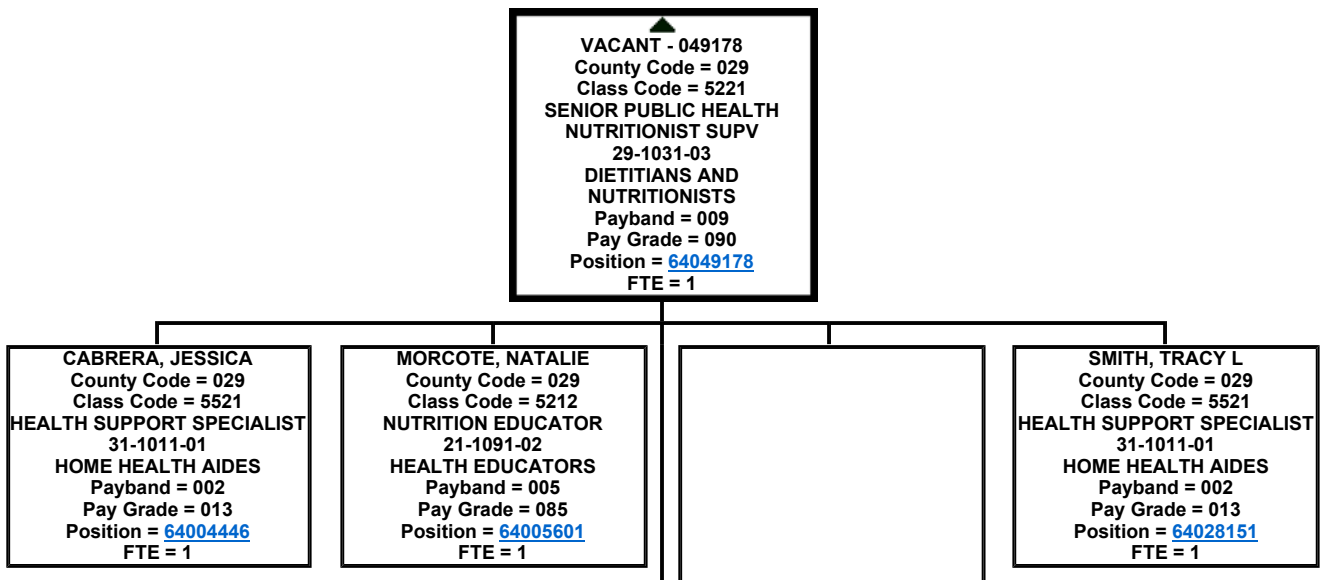 VACANT - 049178
County Code = 029
Class Code = 5221
SENIOR PUBLIC HEALTH
NUTRITIONIST SUPV
29-1031-03
DIETITIANS AND
NUTRITIONISTS
Payband = 009
Pay Grade = 090
Position = 64049178
FTE = 1
CABRERA, JESSICA
County Code = 029
Class Code = 5521
HEALTH SUPPORT SPECIALIST
31-1011-01
HOME HEALTH AIDES
Payband = 002
Pay Grade = 013
Position = 64004446
FTE = 1
MORCOTE, NATALIE
County Code = 029
Class Code = 5212
NUTRITION EDUCATOR
21-1091-02
HEALTH EDUCATORS
Payband = 005
Pay Grade = 085
Position = 64005601
FTE = 1
SMITH, TRACY L
County Code = 029
Class Code = 5521
HEALTH SUPPORT SPECIALIST
31-1011-01
HOME HEALTH AIDES
Payband = 002
Pay Grade = 013
Position = 64028151
FTE = 1